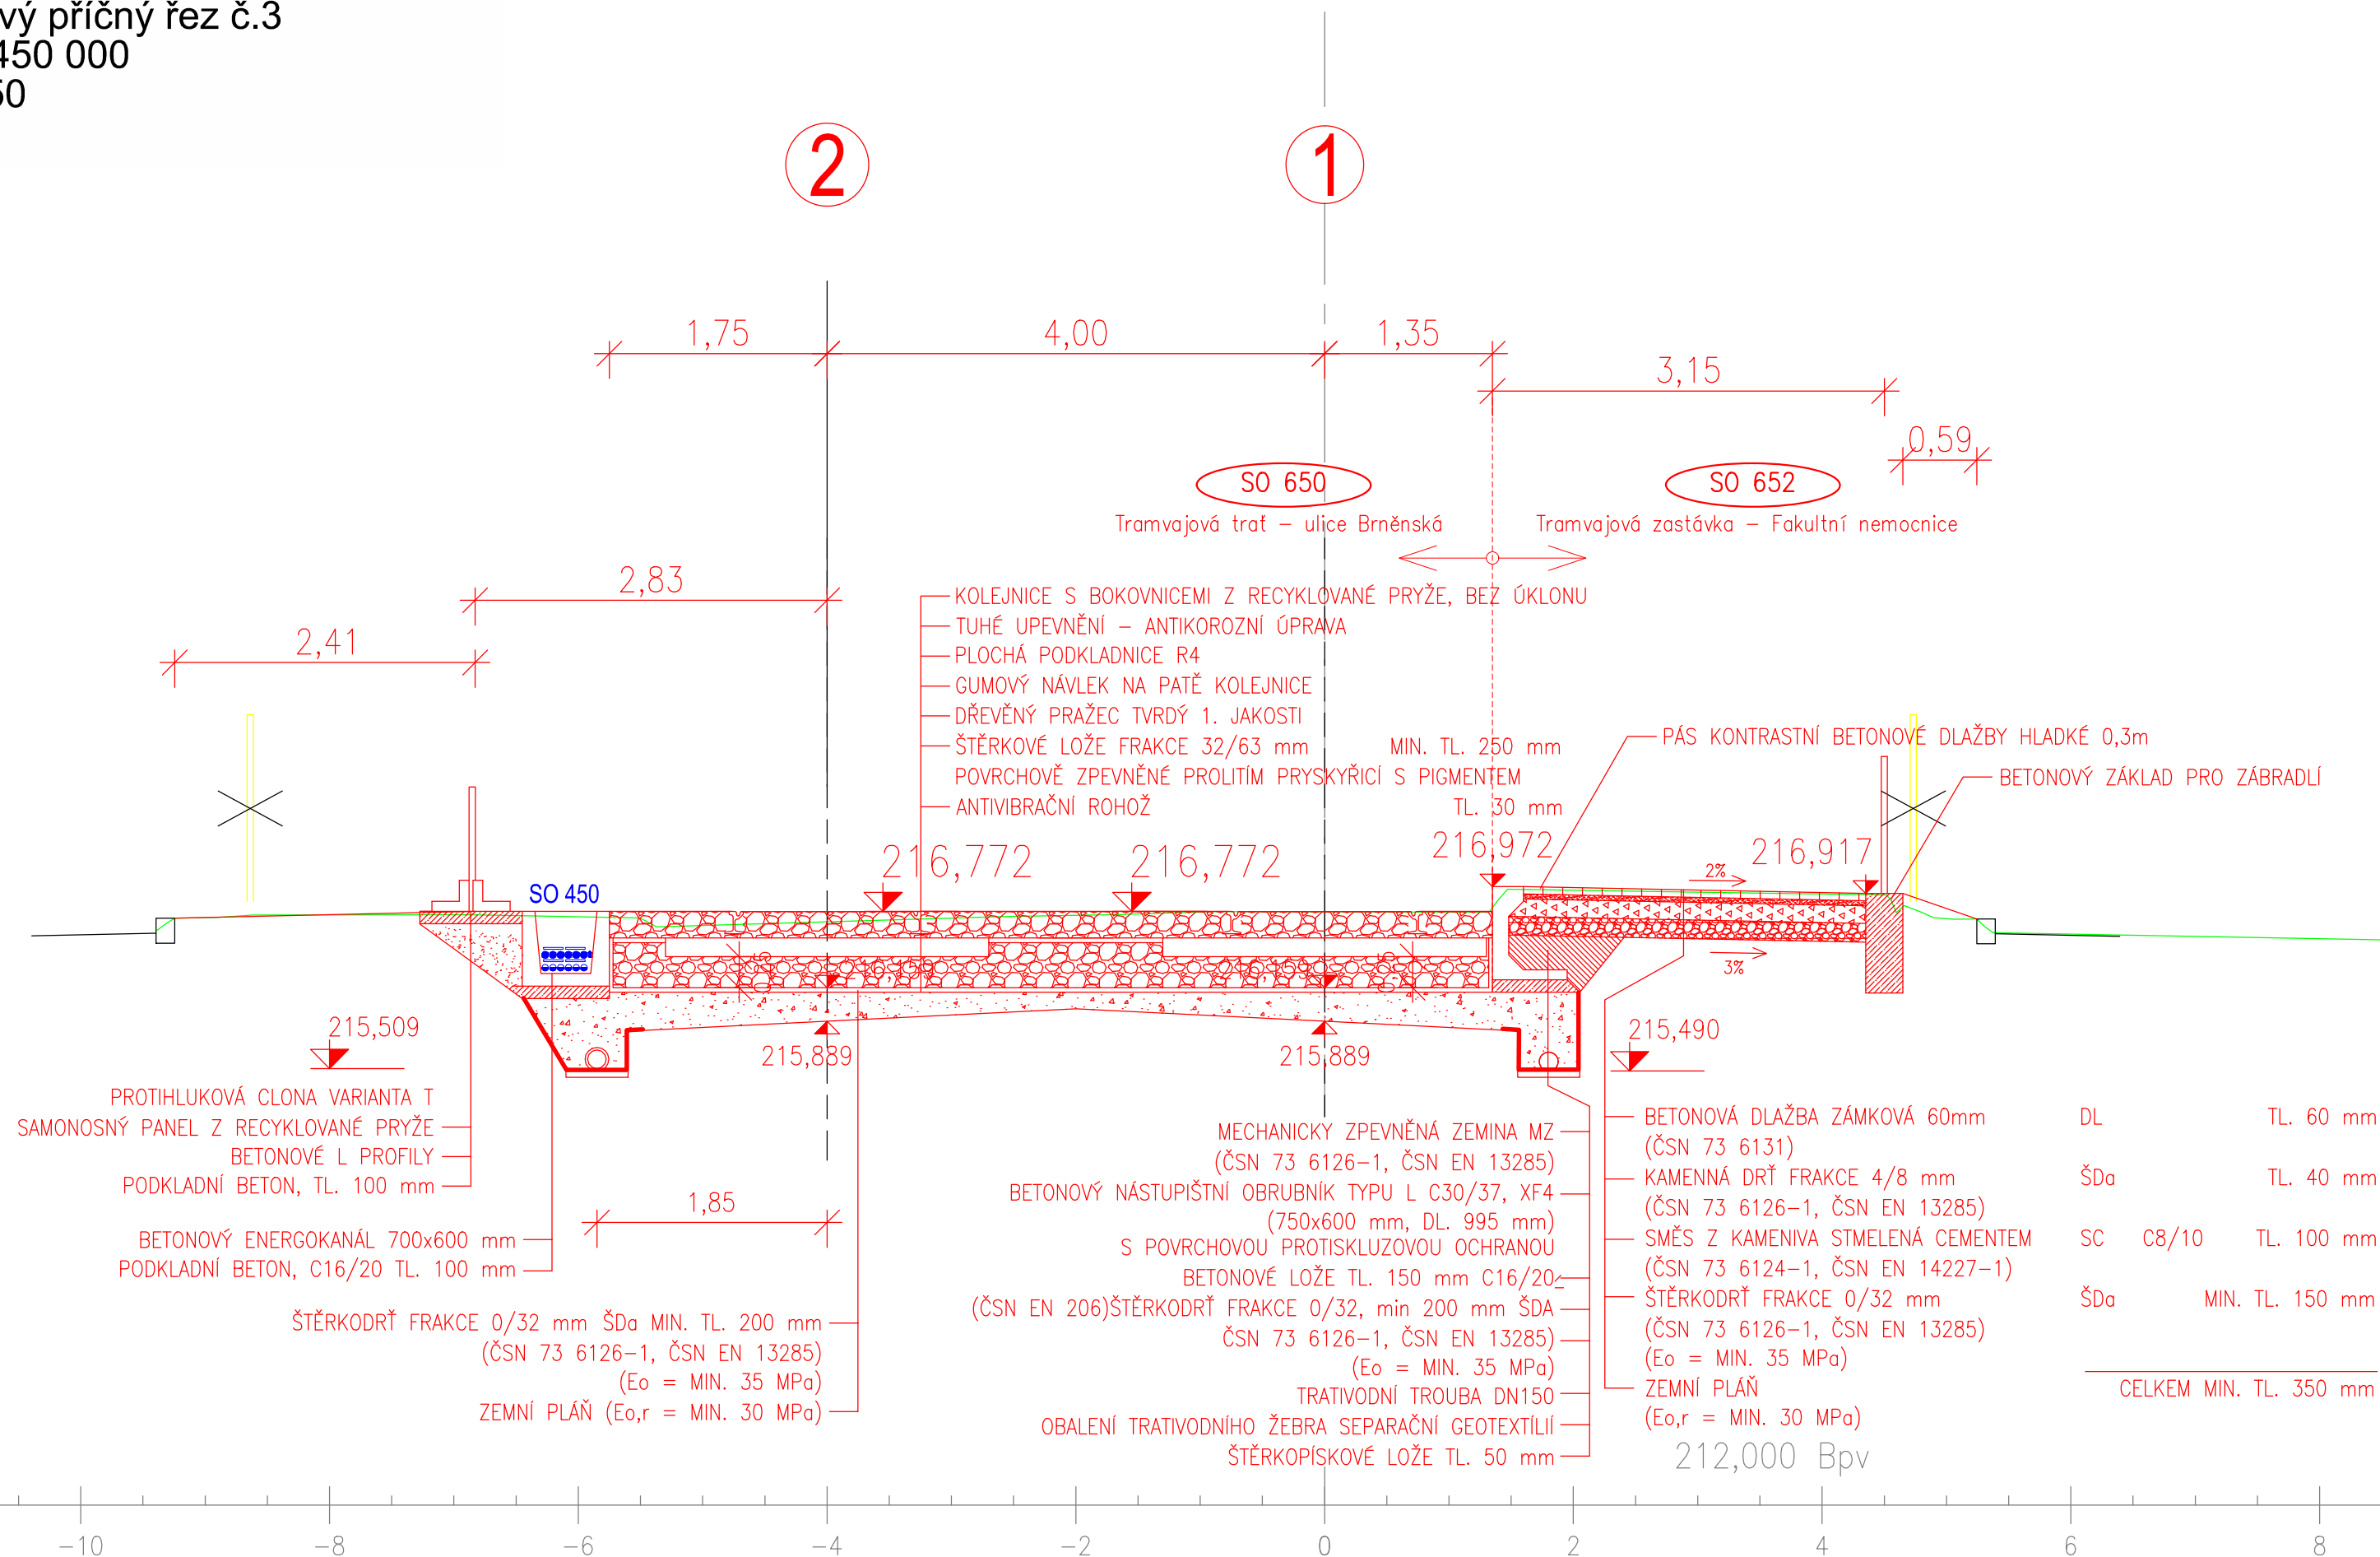 vý příčný řez č.3
450 000
50
2
1
1,75
4,00
1,35
3,15
0,59
SO 650
SO 652
Tramvajová trať – ulice Brněnská
Tramvajová zastávka – Fakultní nemocnice
2,83
2,41
KOLEJNICE S BOKOVNICEMI Z RECYKLOVANÉ PRYŽE, BEZ ÚKLONU
TUHÉ UPEVNĚNÍ – ANTIKOROZNÍ ÚPRAVA
PLOCHÁ PODKLADNICE R4
GUMOVÝ NÁVLEK NA PATĚ KOLEJNICE
DŘEVĚNÝ PRAŽEC TVRDÝ 1. JAKOSTI
ŠTĚRKOVÉ LOŽE FRAKCE 32/63 mm MIN. TL. 250 mm
POVRCHOVĚ ZPEVNĚNÉ PROLITÍM PRYSKYŘICÍ S PIGMENTEM
ANTIVIBRAČNÍ ROHOŽ TL. 30 mm
PÁS KONTRASTNÍ BETONOVÉ DLAŽBY HLADKÉ 0,3m
BETONOVÝ ZÁKLAD PRO ZÁBRADLÍ
216,772
216,772
216,972
216,917
2%
SO 450
3%
215,509
215,889
215,889
215,490
PROTIHLUKOVÁ CLONA VARIANTA T
SAMONOSNÝ PANEL Z RECYKLOVANÉ PRYŽE
BETONOVÉ L PROFILY
PODKLADNÍ BETON, TL. 100 mm
1,85
BETONOVÝ ENERGOKANÁL 700x600 mm
PODKLADNÍ BETON, C16/20 TL. 100 mm
ŠTĚRKODRŤ FRAKCE 0/32 mm ŠDa MIN. TL. 200 mm
(ČSN 73 6126–1, ČSN EN 13285)
(Eo = MIN. 35 MPa)
ZEMNÍ PLÁŇ (Eo,r = MIN. 30 MPa)
MECHANICKY ZPEVNĚNÁ ZEMINA MZ
(ČSN 73 6126–1, ČSN EN 13285)
BETONOVÝ NÁSTUPIŠTNÍ OBRUBNÍK TYPU L C30/37, XF4
(750x600 mm, DL. 995 mm)
S POVRCHOVOU PROTISKLUZOVOU OCHRANOU
BETONOVÉ LOŽE TL. 150 mm C16/20
(ČSN EN 206)ŠTĚRKODRŤ FRAKCE 0/32, min 200 mm ŠDA
ČSN 73 6126–1, ČSN EN 13285)
(Eo = MIN. 35 MPa)
TRATIVODNÍ TROUBA DN150
OBALENÍ TRATIVODNÍHO ŽEBRA SEPARAČNÍ GEOTEXTÍLIÍ
ŠTĚRKOPÍSKOVÉ LOŽE TL. 50 mm
BETONOVÁ DLAŽBA ZÁMKOVÁ 60mm DL TL. 60 mm
(ČSN 73 6131)
KAMENNÁ DRŤ FRAKCE 4/8 mm ŠDa TL. 40 mm
(ČSN 73 6126–1, ČSN EN 13285)
SMĚS Z KAMENIVA STMELENÁ CEMENTEM SC C8/10 TL. 100 mm
(ČSN 73 6124–1, ČSN EN 14227–1)
ŠTĚRKODRŤ FRAKCE 0/32 mm ŠDa MIN. TL. 150 mm
(ČSN 73 6126–1, ČSN EN 13285)
(Eo = MIN. 35 MPa)
ZEMNÍ PLÁŇ
CELKEM MIN. TL. 350 mm
(Eo,r = MIN. 30 MPa)
212,000 Bpv
–10 –8 –6 –4 –2 0 2 4 6 8